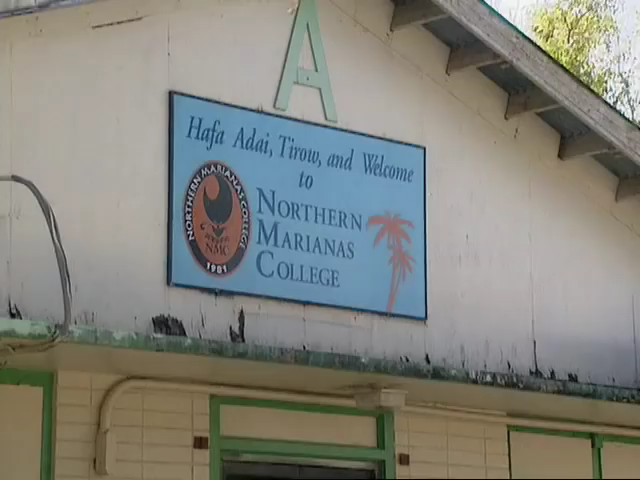 A
Hafa Adai, Tirow, and Welcome
to
NORTHERN
MARIANAS
COLLEGE
NORTHERN MARIANAS COLLEGE
NMC
1981